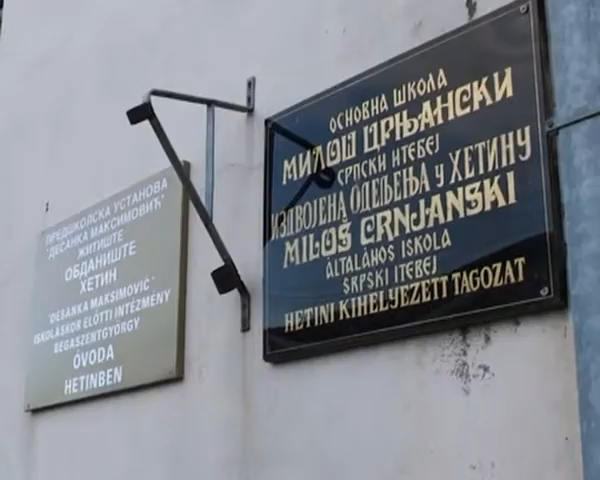 ПРЕДШКОЛСКА УСТАНОВА
"ДЕСАНКА МАКСИМОВИЋ"
ЖИТИШТЕ
ОБДАНИШТЕ
ХЕТИН
"DESANKA MAKSIMOVIĆ"
ISKOLÁSKOR ELŐTTI INTÉZMÉNY
BEGASZENTGYÖRGY
ÓVODA
HETINBEN
ОСНОВНА ШКОЛА
МИЛОШ ЦРЊАНСКИ
СРПСКИ ИТЕБЕЈ
ИЗДВОЈЕНА ОДЕЉЕЊА У ХЕТИНУ
MILOŠ CRNJANSKI
ÁLTALÁNOS ISKOLA
SRPSKI ITEBEJ
HETINI KIHELYEZETI TAGOZAT